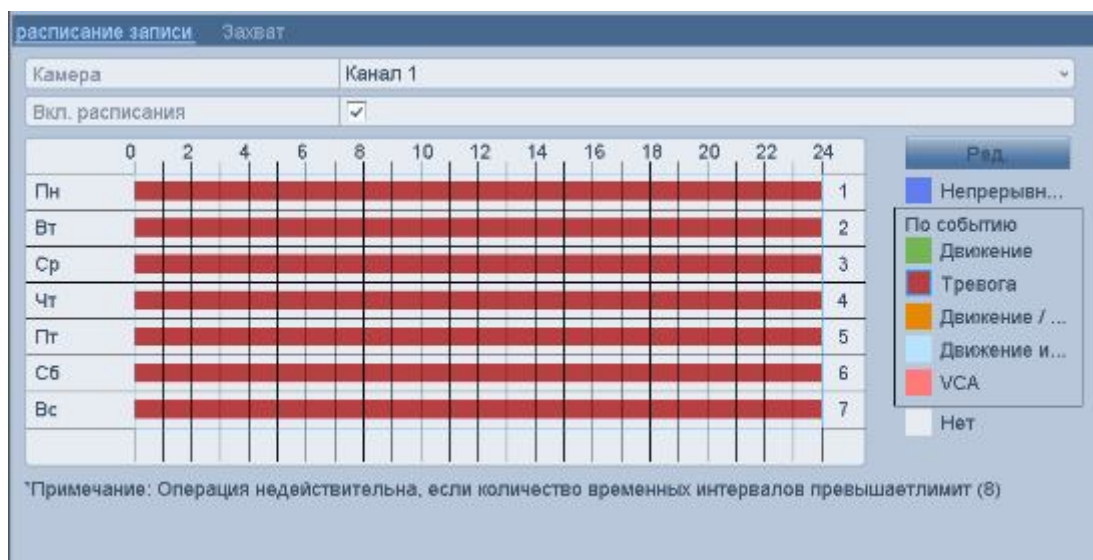 расписание записи Захват
Камера Канал 1
Вкл. расписания
0 2 4 6 8 10 12 14 16 18 20 22 24
Ред.
Пн 1
Непрерывн...
Вт 2
По событию
Движение
Ср 3
Тревога
Чт 4
Движение / ...
Пт 5
Движение и...
Сб 6
VCA
Вс 7
Нет
*Примечание: Операция недействительна, если количество временных интервалов превышаетлимит (8)